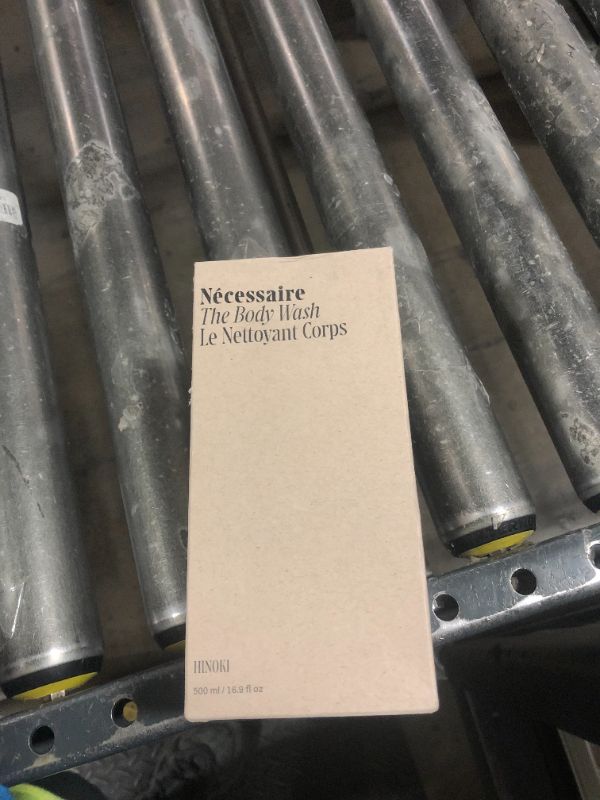 Nécessaire
The Body Wash
Le Nettoyant Corps
HINOKI
500 ml / 16.9 fl oz